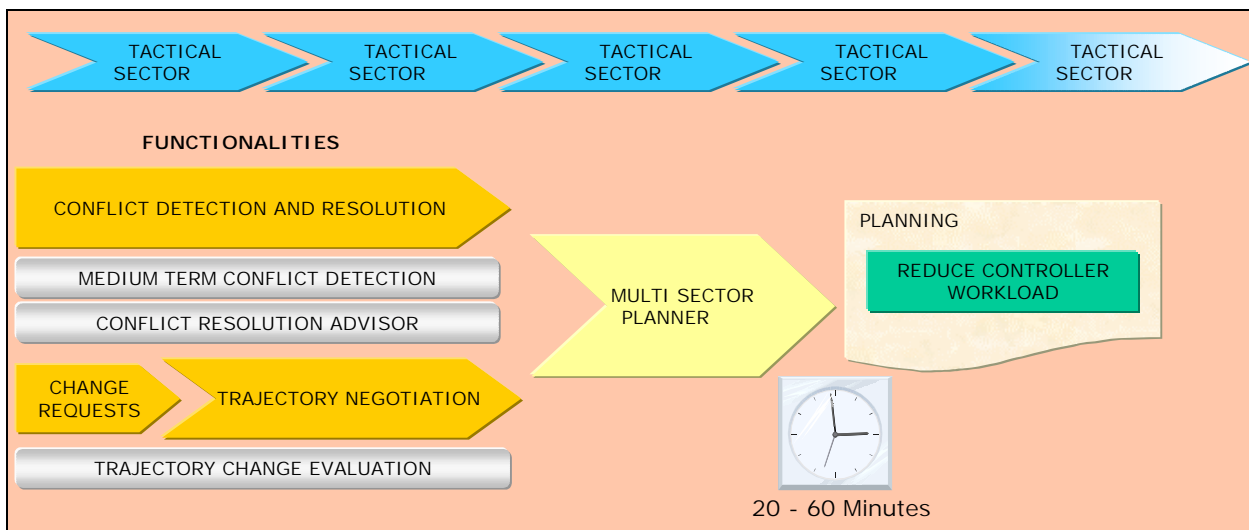 TACTICAL TACTICAL TACTICAL TACTICAL TACTICAL
SECTOR SECTOR SECTOR SECTOR SECTOR
FUNCTIONALITIES
CONFLICT DETECTION AND RESOLUTION
MEDIUM TERM CONFLICT DETECTION
CONFLICT RESOLUTION ADVISOR
CHANGE
REQUESTS
TRAJECTORY NEGOTIATION
TRAJECTORY CHANGE EVALUATION
MULTI SECTOR
PLANNER
PLANNING
REDUCE CONTROLLER
WORKLOAD
20 - 60 Minutes